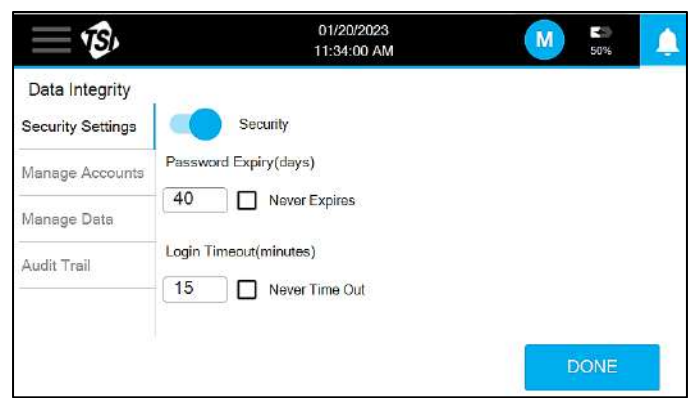 TSI
01/20/2023
11:34:00 AM
M
50%
Data Integrity
Security Settings
Manage Accounts
Manage Data
Audit Trail
Security
Password Expiry(days)
40 Never Expires
Login Timeout(minutes)
15 Never Time Out
DONE